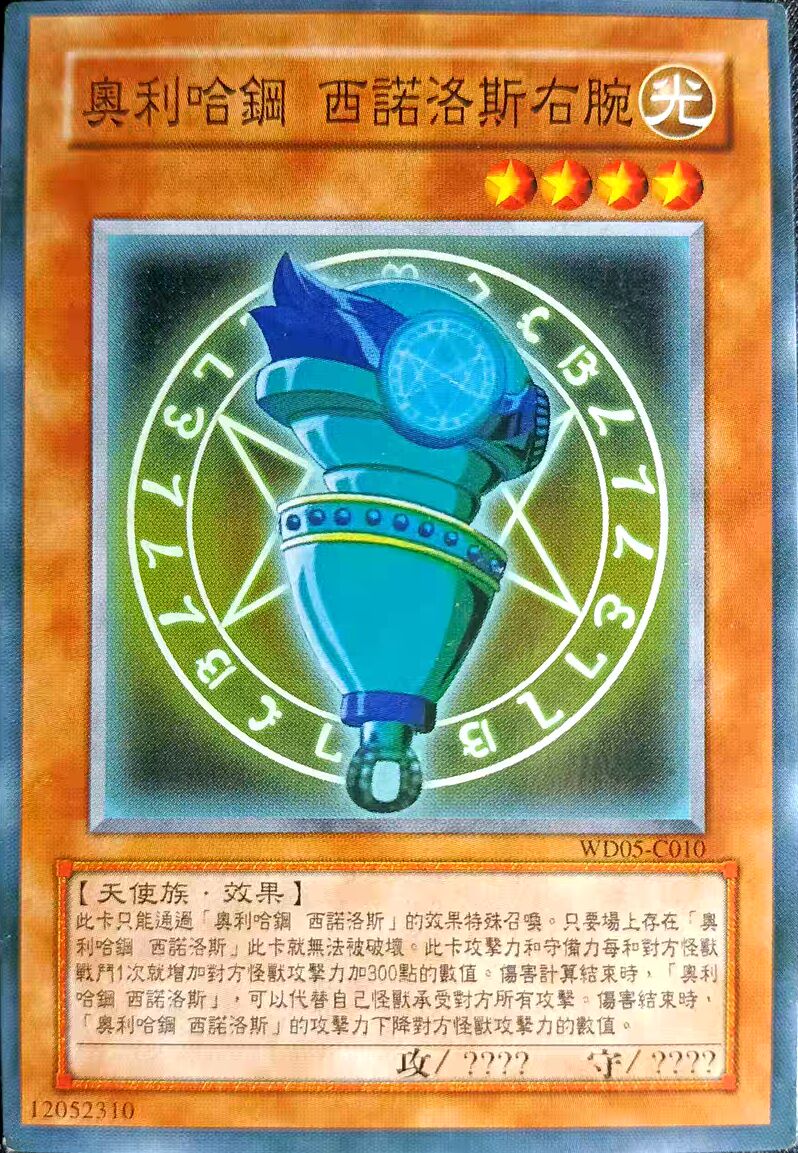 奧利哈鋼 西諾洛斯右腕 光
WD05-C010
【天使族·效果】
此卡只能通過「奧利哈鋼 西諾洛斯」的效果特殊召喚。只要場上存在「奧
利哈鋼 西諾洛斯」此卡就無法被破壞。此卡攻擊力和守備力每和對方怪獸
戰鬥1次就增加對方怪獸攻擊力加300點的數值。傷害計算結束時，「奧利
哈鋼 西諾洛斯」，可以代替自己怪獸承受對方所有攻擊。傷害結束時，
「奧利哈鋼 西諾洛斯」的攻擊力下降對方怪獸攻擊力的數值。
攻/???? 守/????
12052310